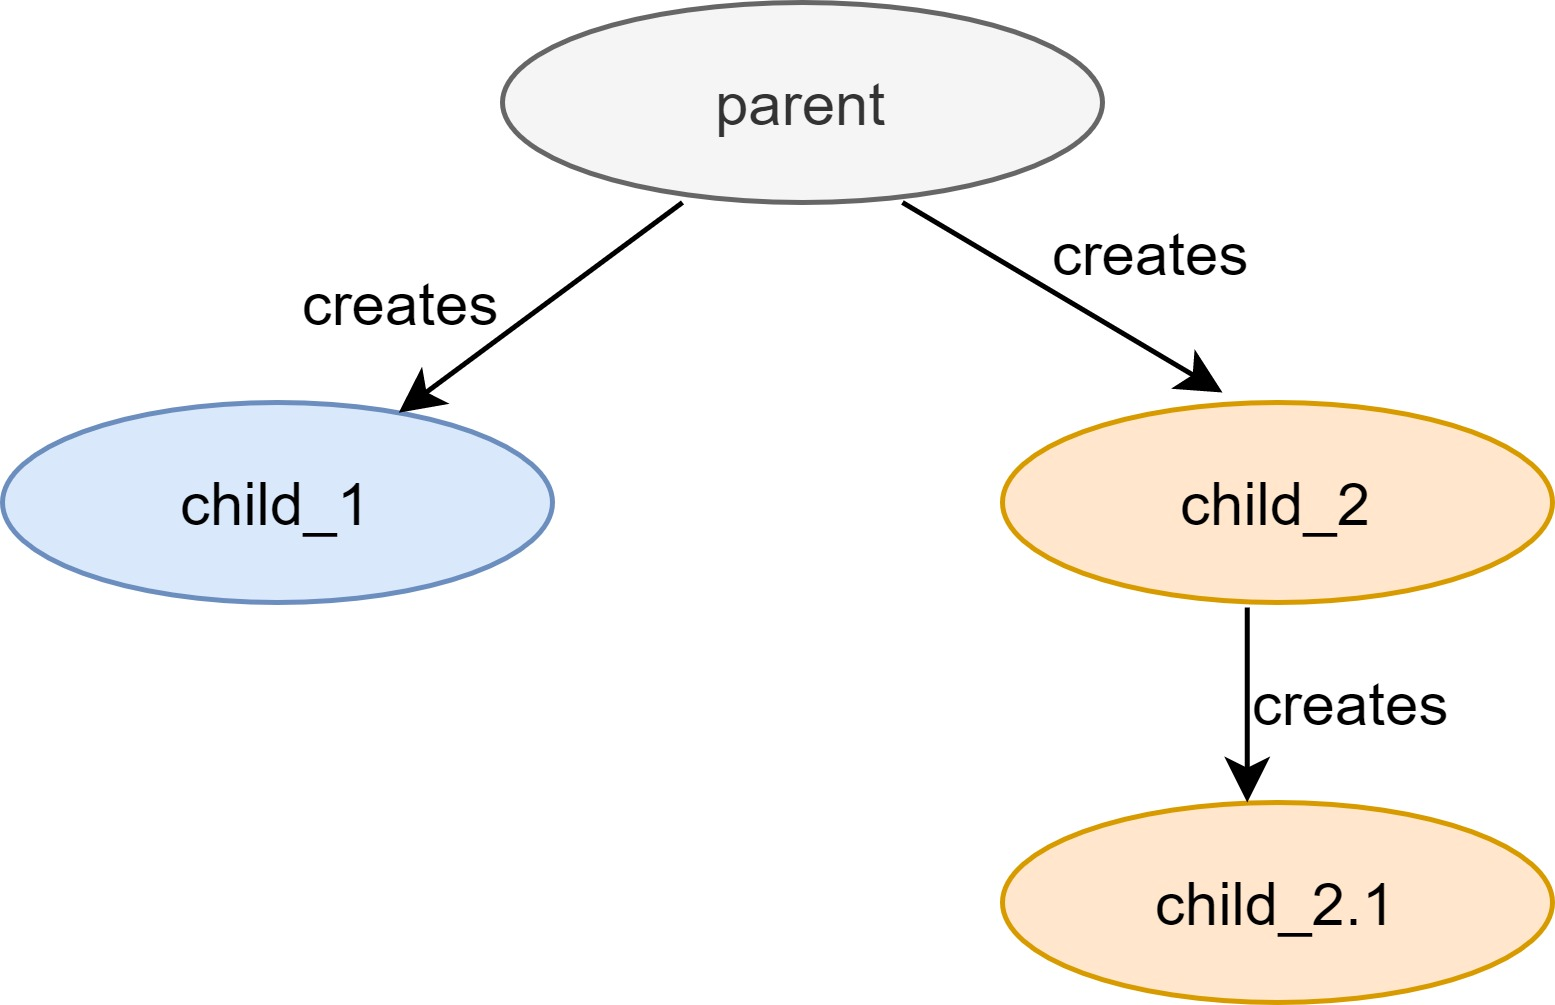 parent
creates
creates
child_1
child_2
creates
child_2.1